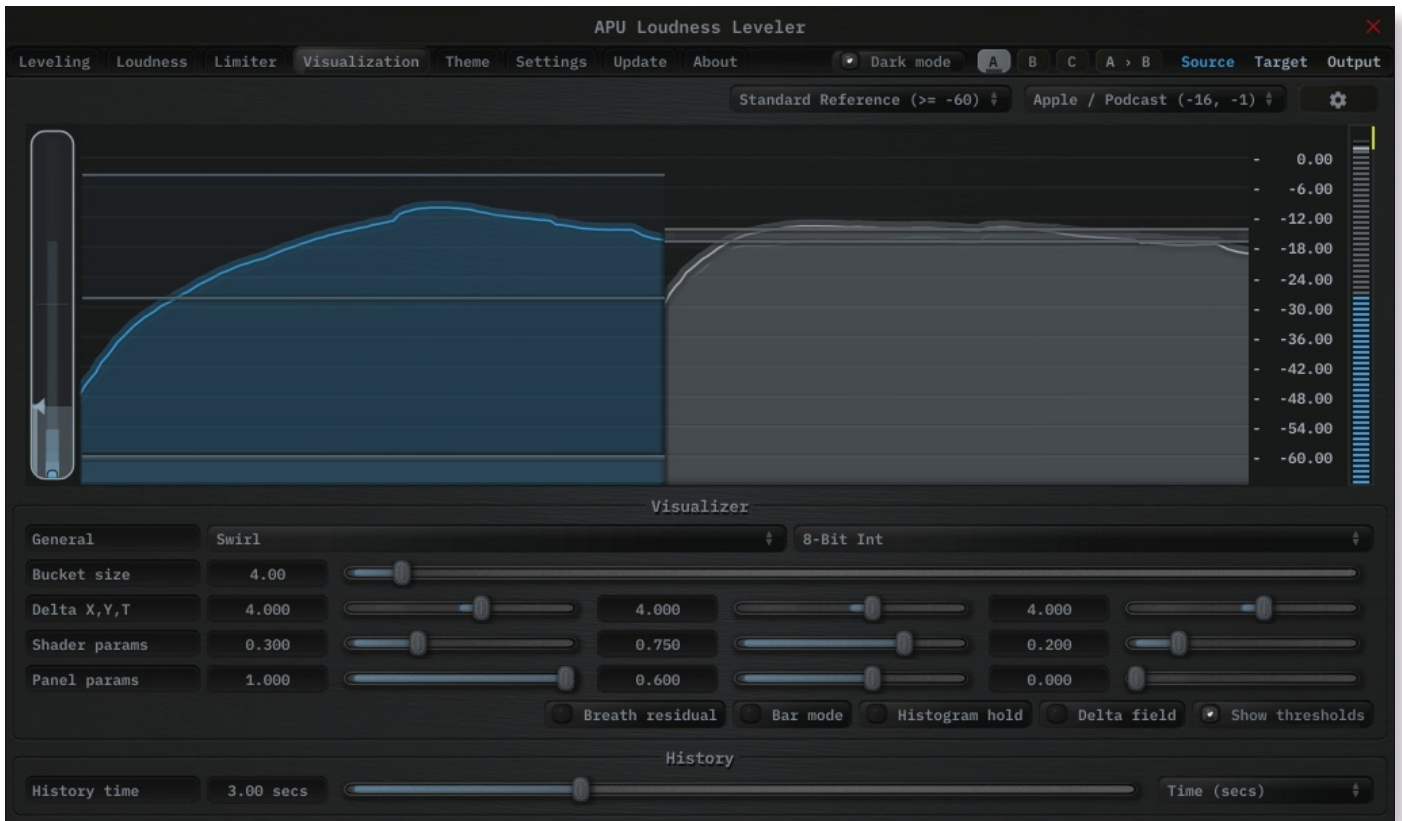 APU Loudness Leveler
Leveling Loudness Limiter Visualization Theme Settings Update About Dark mode A B C A › B Source Target Output
Standard Reference (>= -60) Apple / Podcast (-16, -1)
- 0.00
- -6.00
- -12.00
- -18.00
- -24.00
- -30.00
- -36.00
- -42.00
- -48.00
- -54.00
- -60.00
Visualizer
General Swirl 8-Bit Int
Bucket size 4.00
Delta X,Y,T 4.000 4.000 4.000
Shader params 0.300 0.750 0.200
Panel params 1.000 0.600 0.000
Breath residual Bar mode Histogram hold Delta field Show thresholds
History
History time 3.00 secs Time (secs)